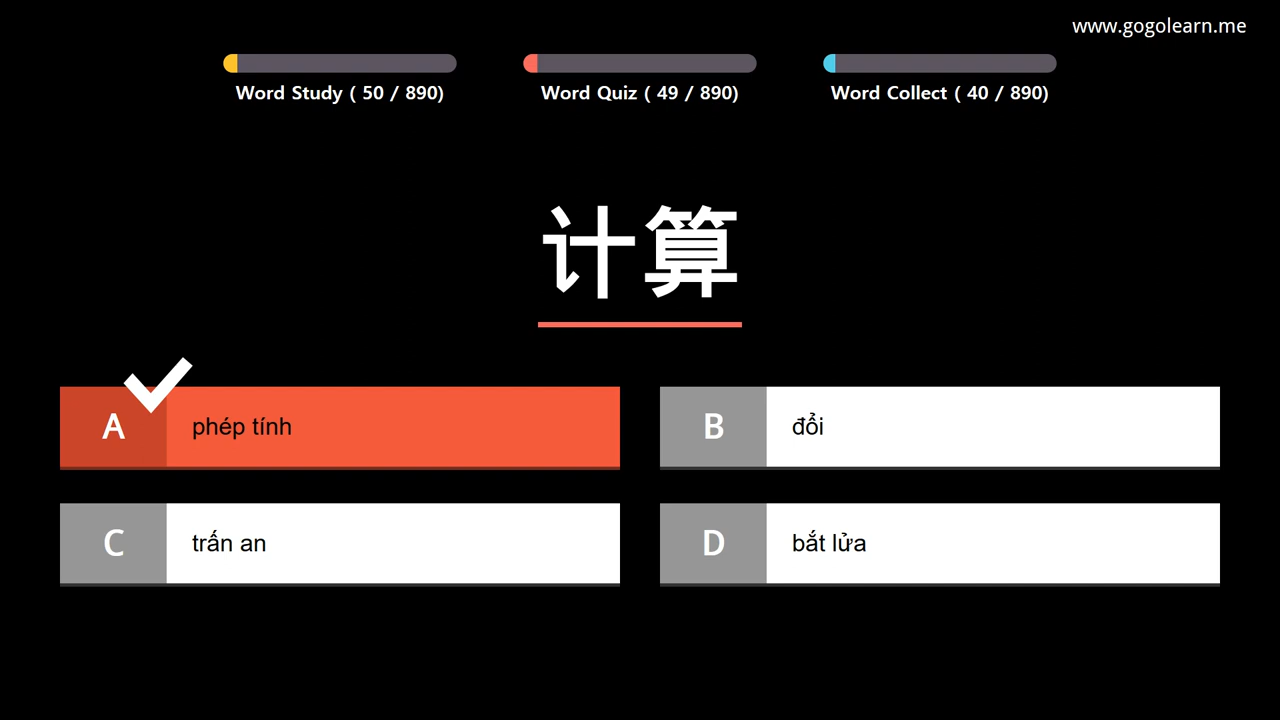 www.gogolearn.me
Word Study ( 50 / 890)
Word Quiz ( 49 / 890)
Word Collect ( 40 / 890)
计算
A phép tính
B đổi
C trấn an
D bắt lửa